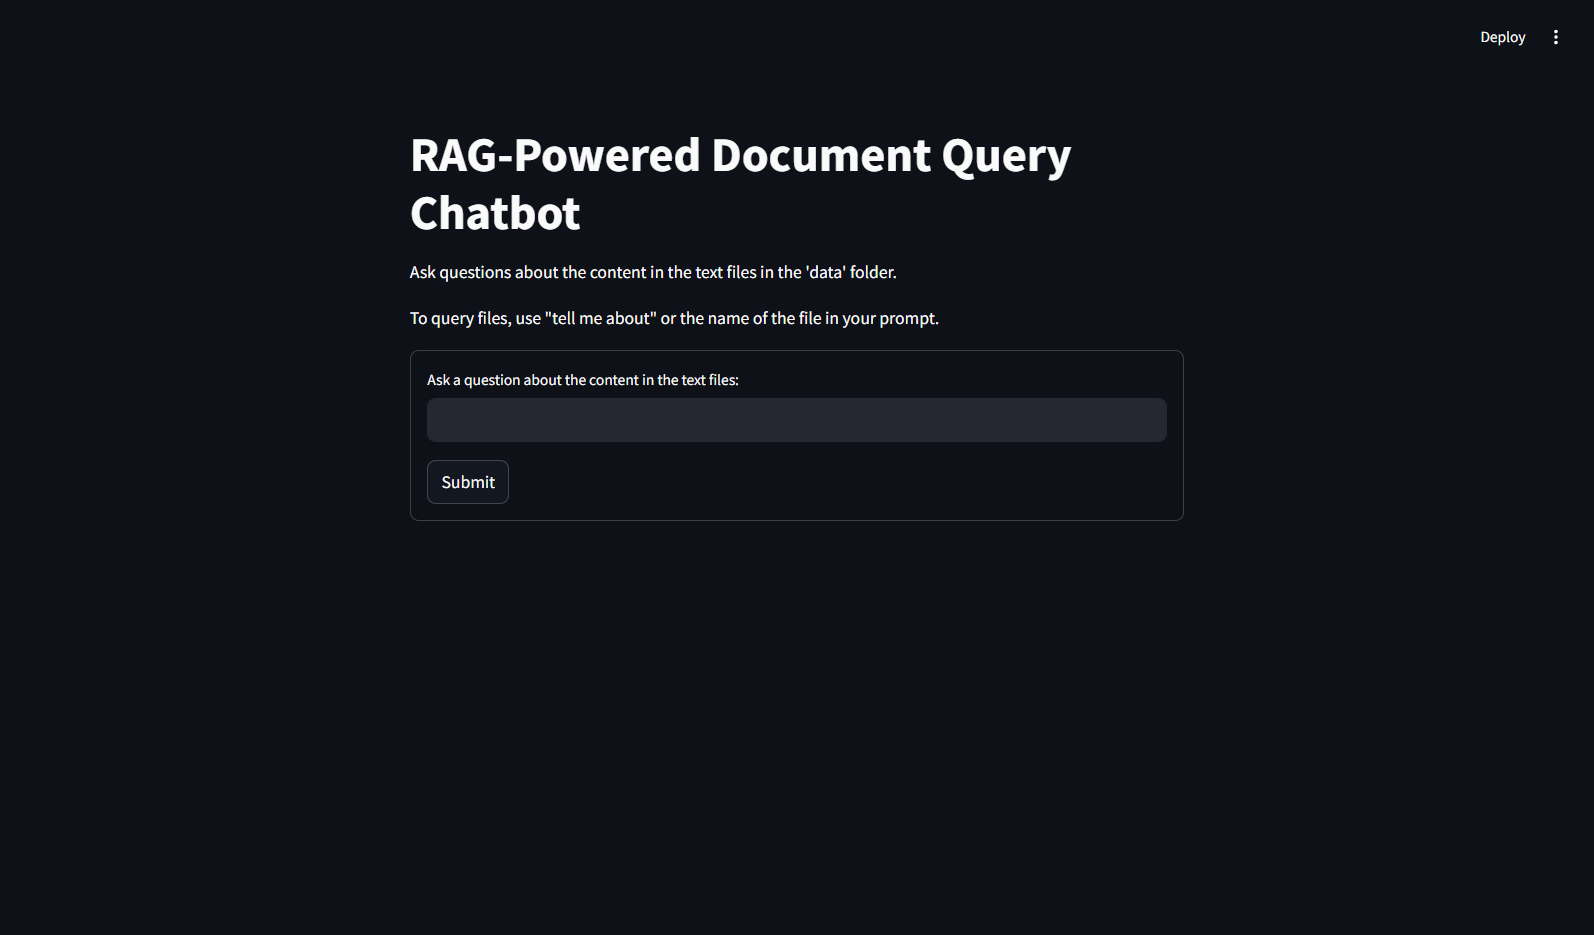 Deploy
RAG-Powered Document Query
Chatbot
Ask questions about the content in the text files in the 'data' folder.
To query files, use "tell me about" or the name of the file in your prompt.
Ask a question about the content in the text files:
Submit